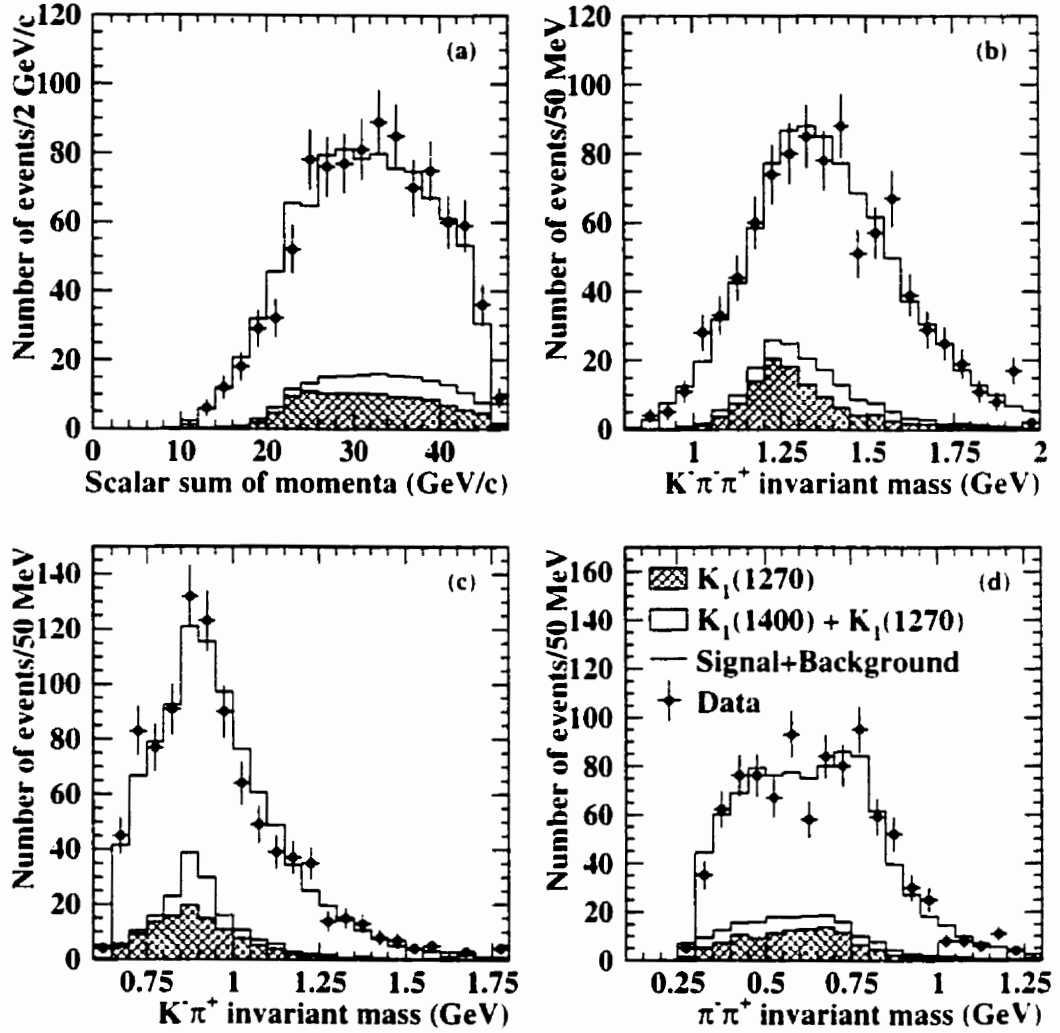 120
100
80
60
40
20
0
Number of events/2 GeV/c
(a)
0 10 20 30 40
Scalar sum of momenta (GeV/c)
120
100
80
60
40
20
0
Number of events/50 MeV
(b)
1 1.25 1.5 1.75 2
K⁻π⁻π⁺ invariant mass (GeV)
140
120
100
80
60
40
20
0
Number of events/50 MeV
(c)
0.75 1 1.25 1.5 1.75
K⁻π⁺ invariant mass (GeV)
160
140
120
100
80
60
40
20
0
Number of events/50 MeV
(d)
K₁(1270)
K₁(1400) + K₁(1270)
Signal+Background
Data
0.25 0.5 0.75 1 1.25
π⁻π⁺ invariant mass (GeV)